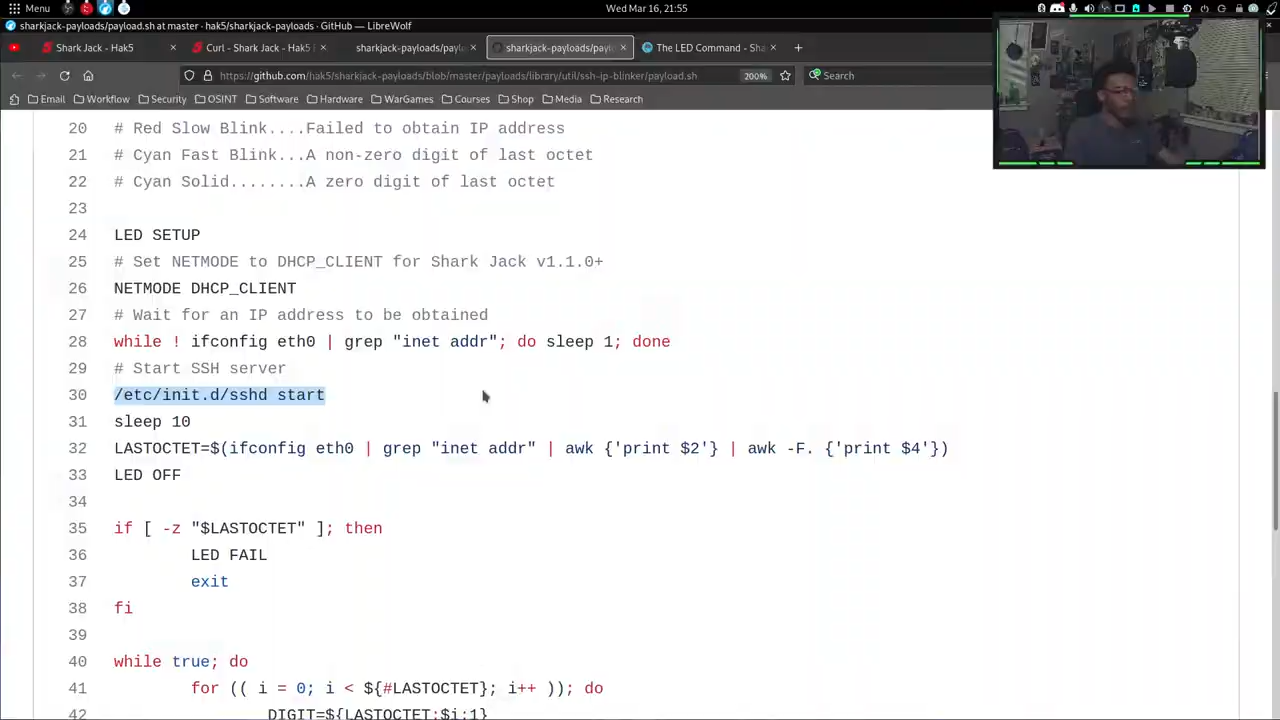 Menu
Wed Mar 16, 21:55
sharkjack-payloads/payload.sh at master · hak5/sharkjack-payloads · GitHub — LibreWolf
Shark Jack - Hak5
Curl - Shark Jack - Hak5
sharkjack-payloads/payl
sharkjack-payloads/paylo
The LED Command - Sha
https://github.com/hak5/sharkjack-payloads/blob/master/payloads/library/util/ssh-ip-blinker/payload.sh
200%
Search
Email
Workflow
Security
OSINT
Software
Hardware
WarGames
Courses
Shop
Media
Research
20 # Red Slow Blink....Failed to obtain IP address
21 # Cyan Fast Blink...A non-zero digit of last octet
22 # Cyan Solid........A zero digit of last octet
23
24 LED SETUP
25 # Set NETMODE to DHCP_CLIENT for Shark Jack v1.1.0+
26 NETMODE DHCP_CLIENT
27 # Wait for an IP address to be obtained
28 while ! ifconfig eth0 | grep "inet addr"; do sleep 1; done
29 # Start SSH server
30 /etc/init.d/sshd start
31 sleep 10
32 LASTOCTET=$(ifconfig eth0 | grep "inet addr" | awk {'print $2'} | awk -F. {'print $4'})
33 LED OFF
34
35 if [ -z "$LASTOCTET" ]; then
36 LED FAIL
37 exit
38 fi
39
40 while true; do
41 for (( i = 0; i < ${#LASTOCTET}; i++ )); do
42 DIGIT=${LASTOCTET:$i:1}